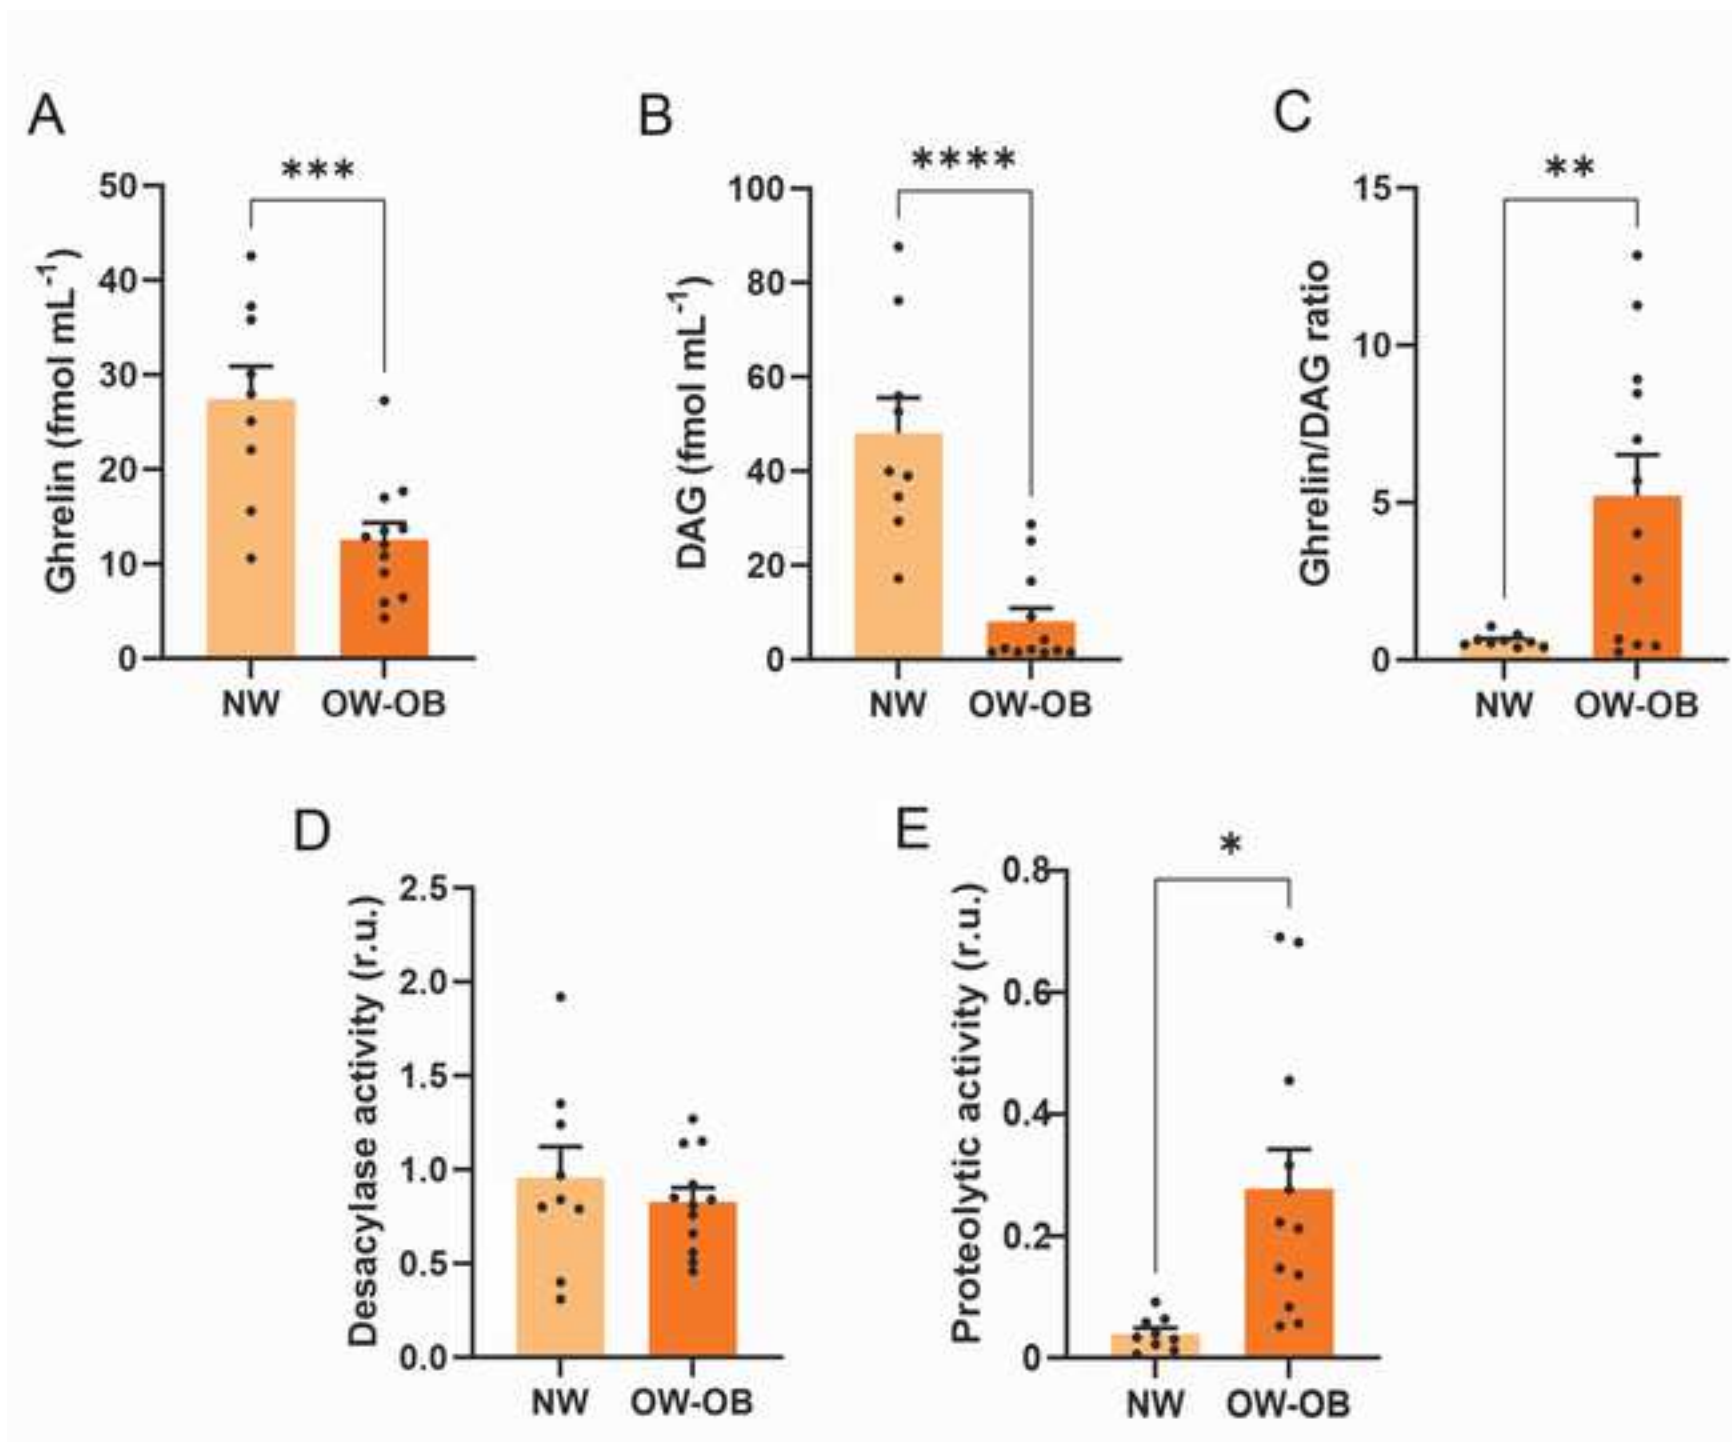 A
B
C
***
****
**
50
40
30
20
10
0
Ghrelin (fmol mL-1)
NW
OW-OB
100
80
60
40
20
0
DAG (fmol mL-1)
NW
OW-OB
15
10
5
0
Ghrelin/DAG ratio
NW
OW-OB
D
E
*
2.5
2.0
1.5
1.0
0.5
0.0
Desacylase activity (r.u.)
NW
OW-OB
0.8
0.6
0.4
0.2
0
Proteolytic activity (r.u.)
NW
OW-OB